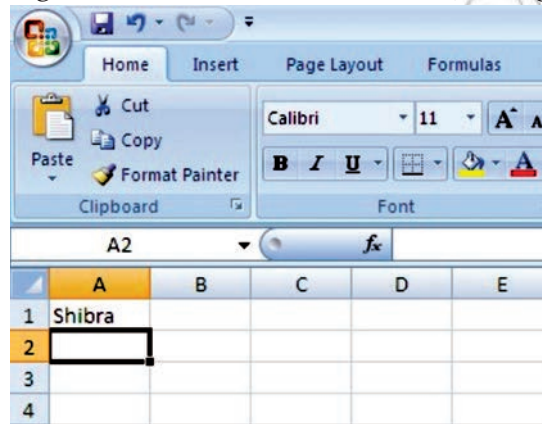 Home Insert Page Layout Formulas
Cut
Copy
Paste
Format Painter
Clipboard
Calibri 11 A A
B I U A
Font
A2 fx
A B C D E
1 Shibra
2
3
4